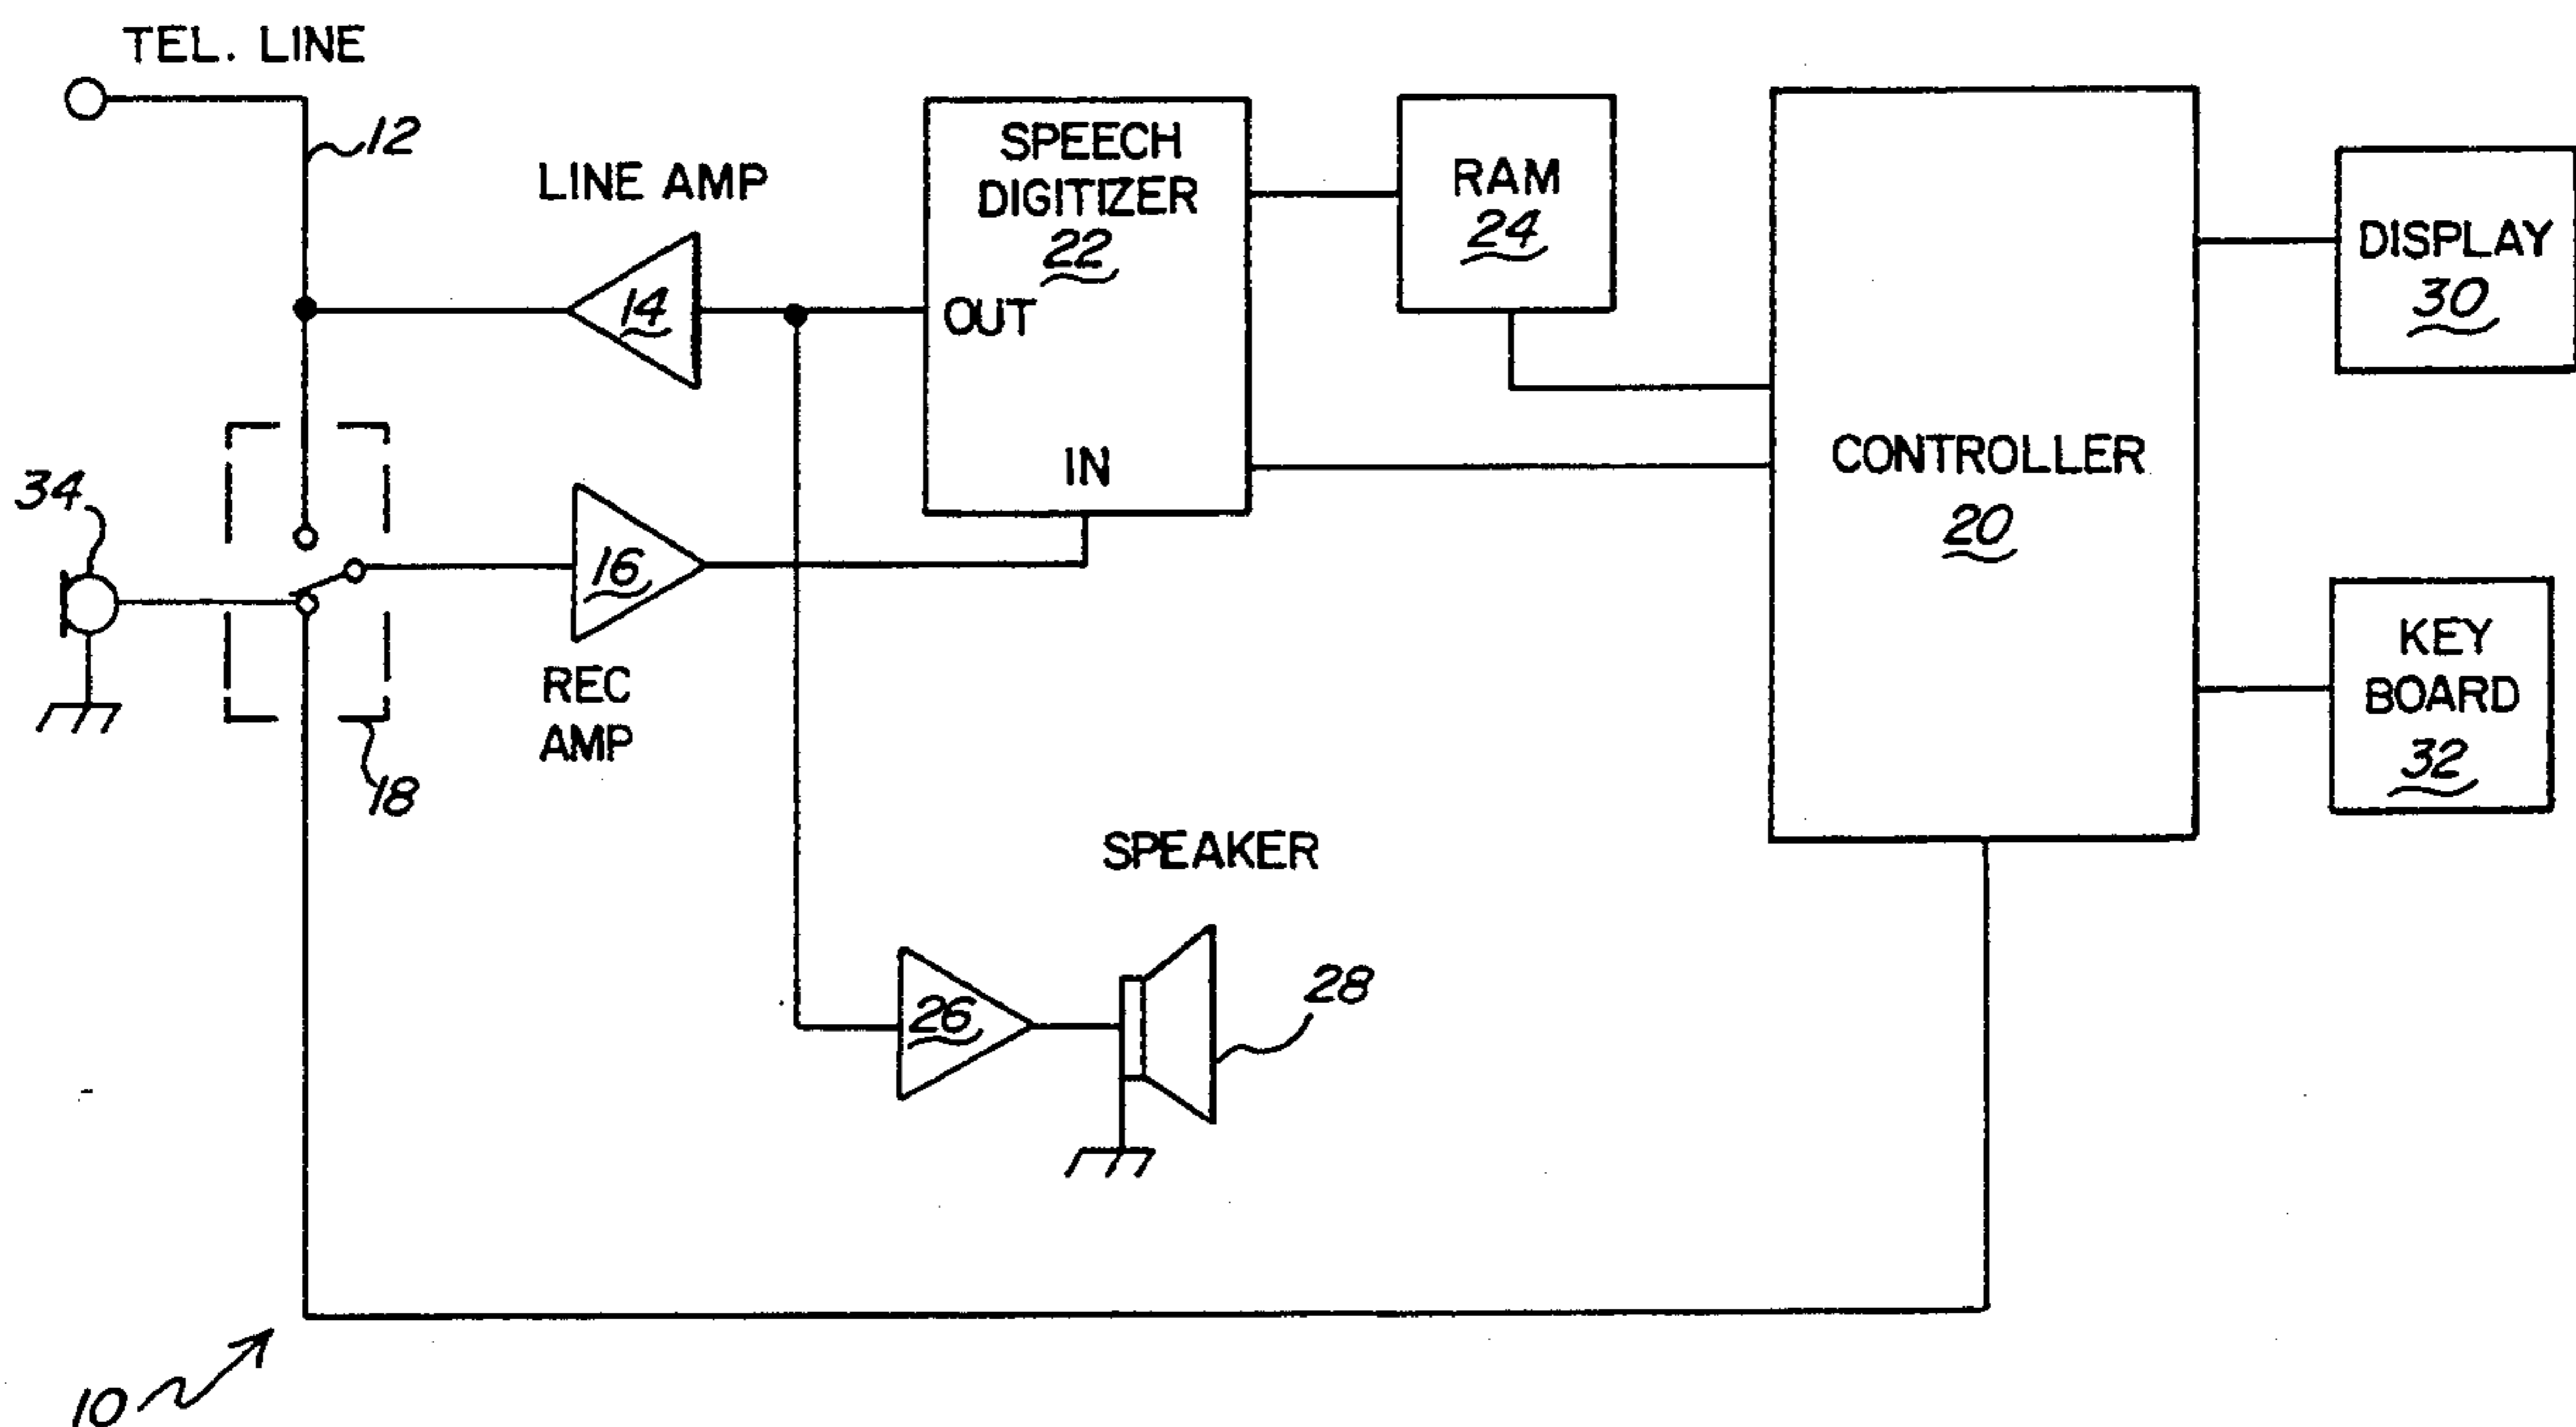 TEL. LINE
12
LINE AMP
14
SPEECH
DIGITIZER
22
OUT
IN
RAM
24
CONTROLLER
20
DISPLAY
30
KEY
BOARD
32
34
16
REC
AMP
18
SPEAKER
26
28
10